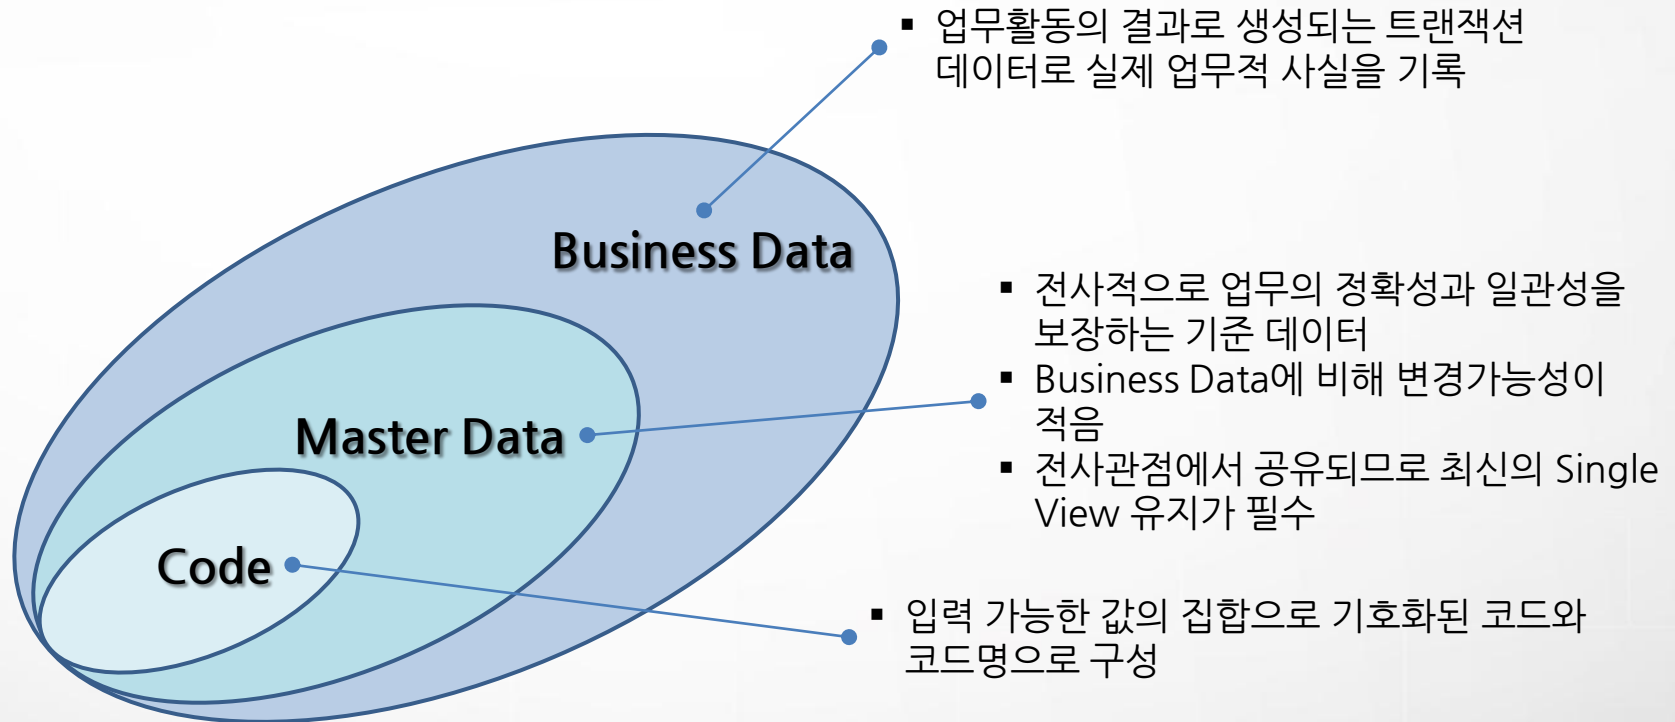 ▪ 업무활동의 결과로 생성되는 트랜잭션
데이터로 실제 업무적 사실을 기록
Business Data
▪ 전사적으로 업무의 정확성과 일관성을
보장하는 기준 데이터
▪ Business Data에 비해 변경가능성이
적음
Master Data
▪ 전사관점에서 공유되므로 최신의 Single
View 유지가 필수
Code
▪ 입력 가능한 값의 집합으로 기호화된 코드와
코드명으로 구성